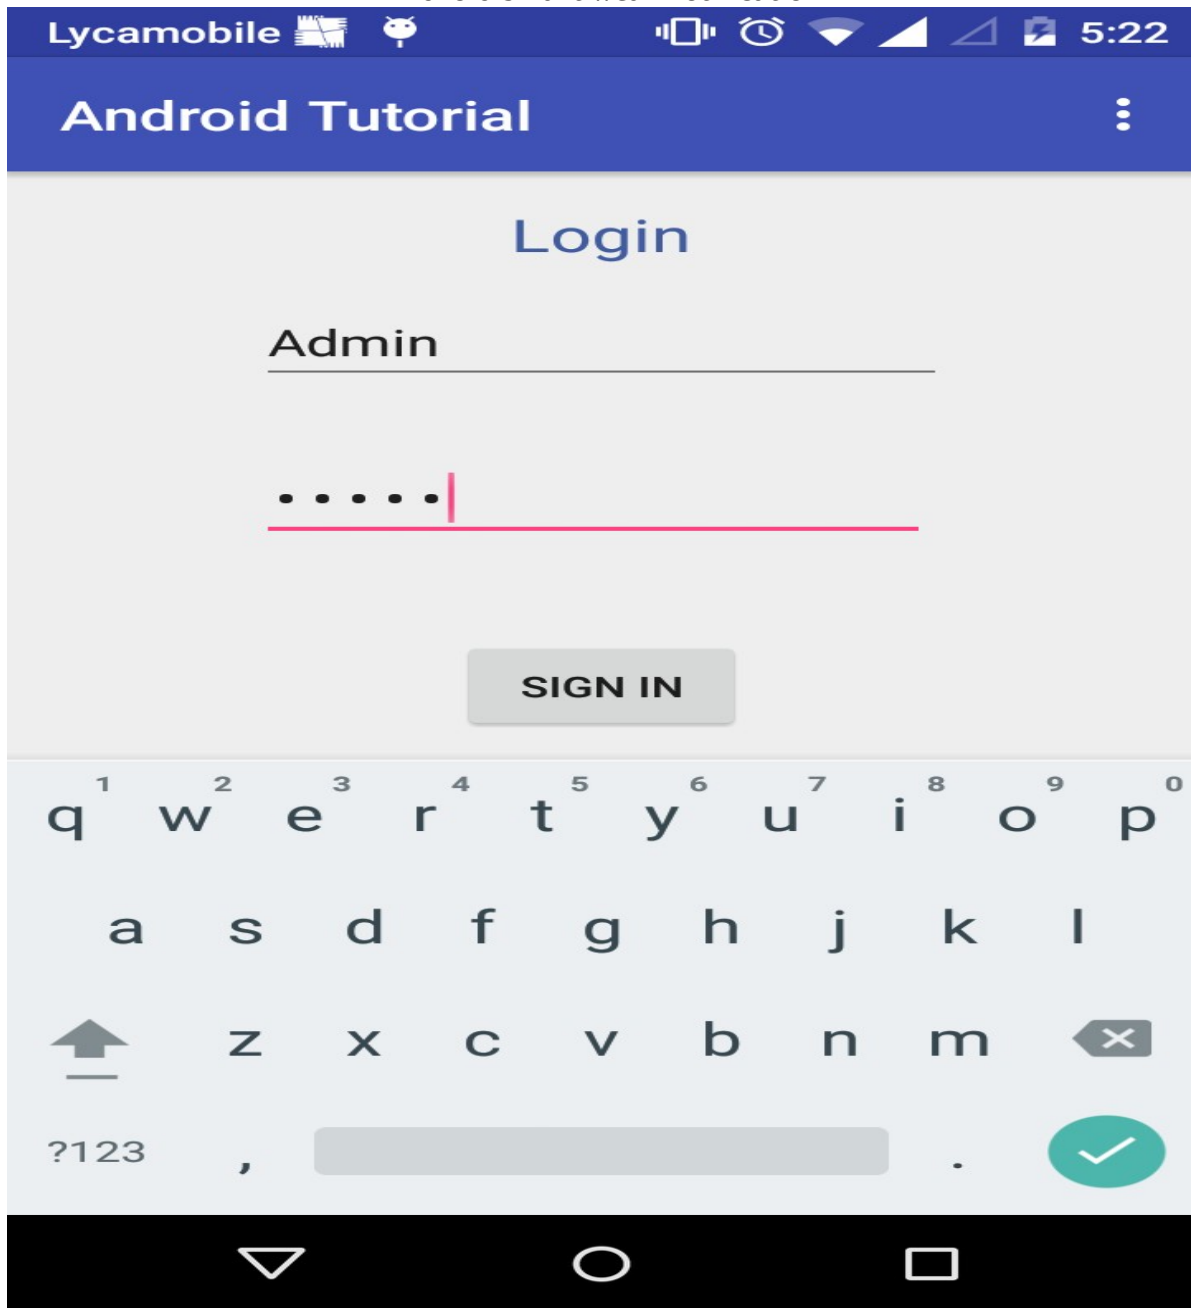 Lycamobile 5:22
Android Tutorial
Login
Admin
•••••
SIGN IN
1 2 3 4 5 6 7 8 9 0
q w e r t y u i o p
a s d f g h j k l
z x c v b n m
?123 , .